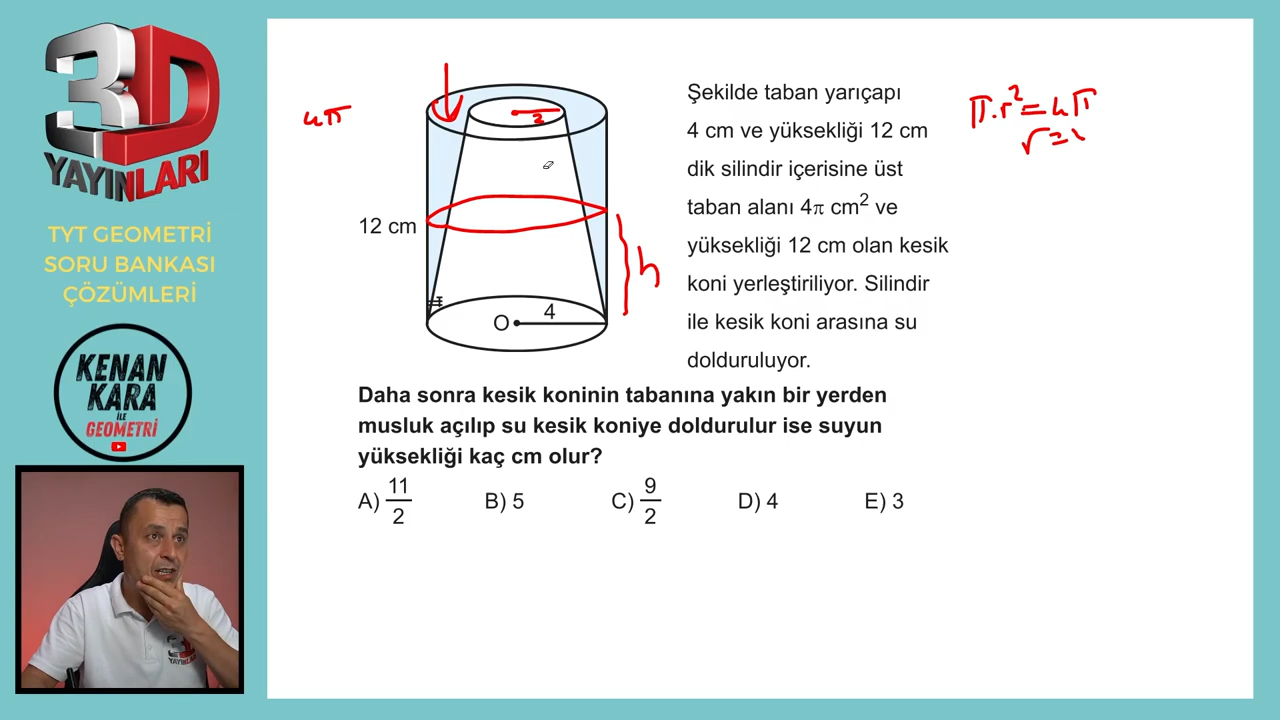 3D
YAYINLARI
TYT GEOMETRİ
SORU BANKASI
ÇÖZÜMLERİ
KENAN
KARA
İLE
GEOMETRİ
4π
2
12 cm
h
O
4
Şekilde taban yarıçapı
4 cm ve yüksekliği 12 cm
dik silindir içerisine üst
taban alanı 4π cm² ve
yüksekliği 12 cm olan kesik
koni yerleştiriliyor. Silindir
ile kesik koni arasına su
dolduruluyor.
π.r²=4π
r=
Daha sonra kesik koninin tabanına yakın bir yerden
musluk açılıp su kesik koniye doldurulur ise suyun
yüksekliği kaç cm olur?
A) 11/2 B) 5 C) 9/2 D) 4 E) 3
3D